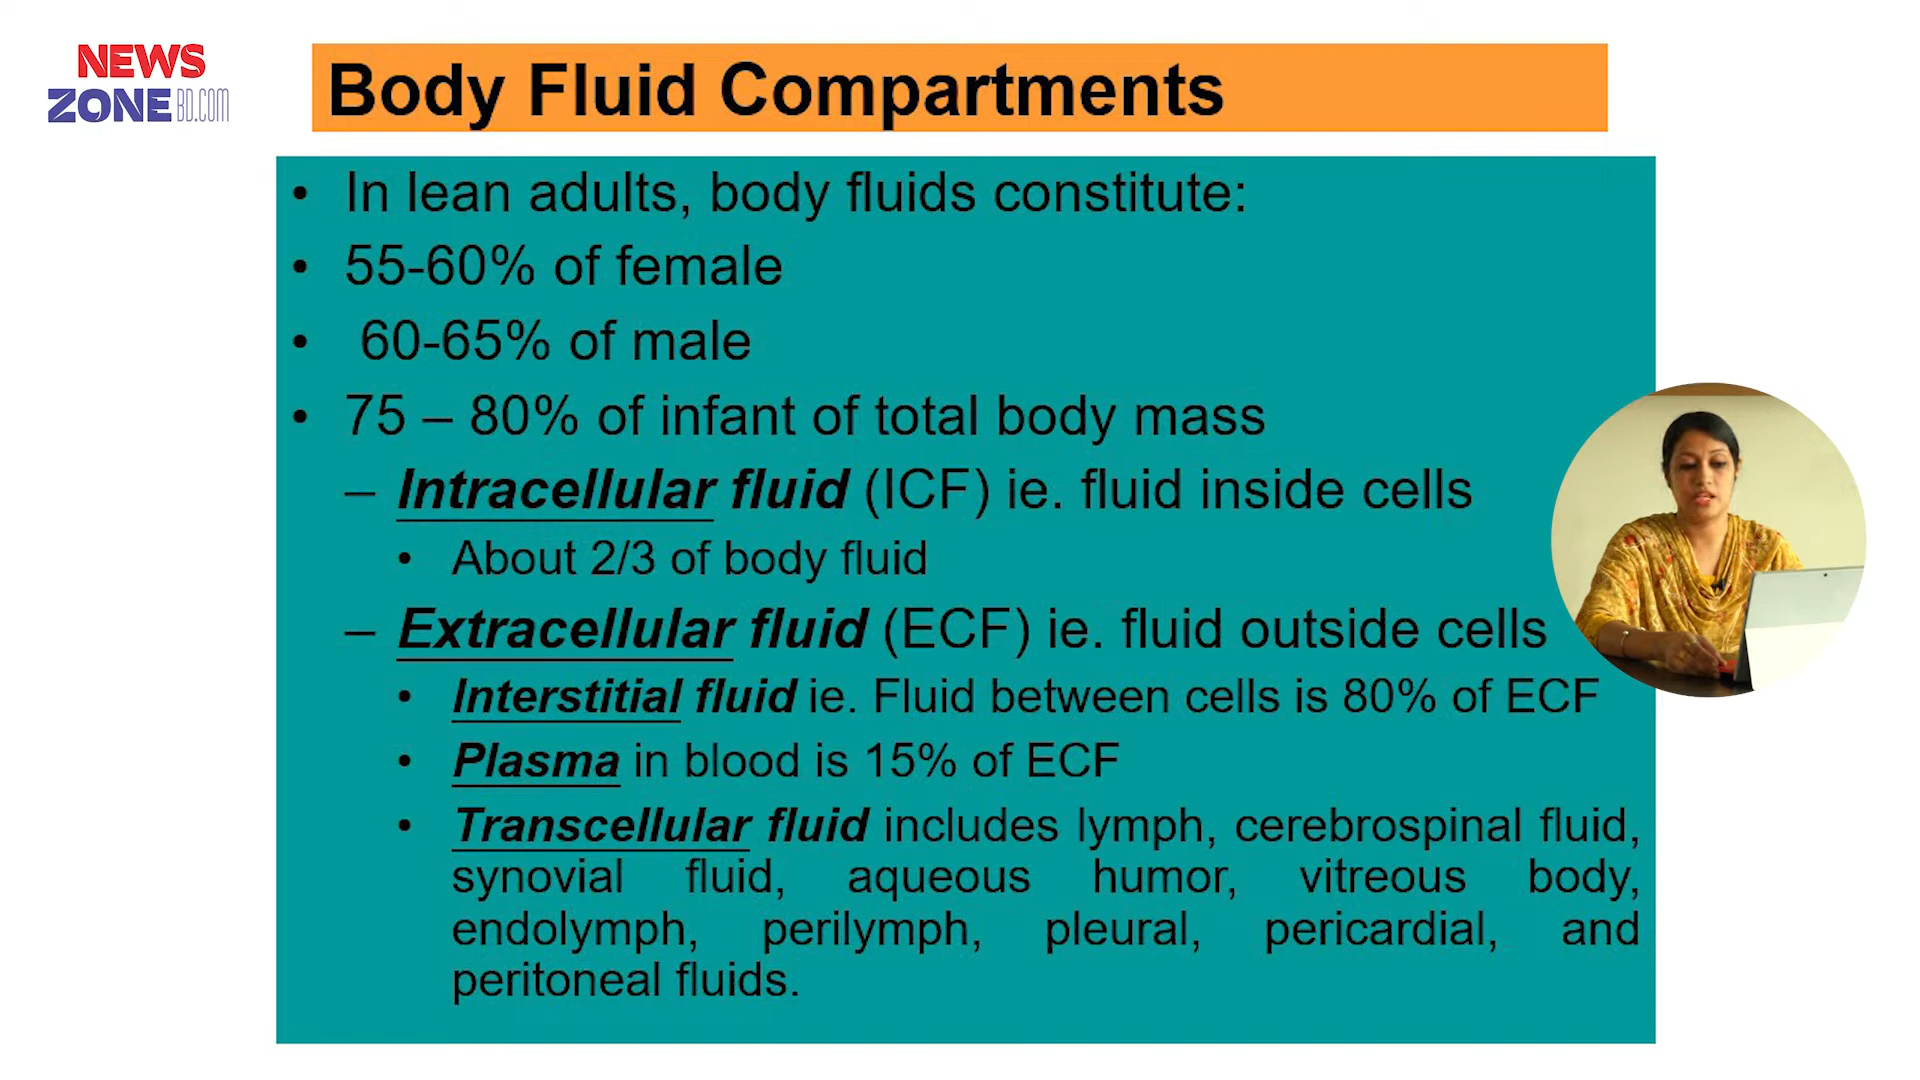 NEWS
ZONE BD.COM
Body Fluid Compartments
• In lean adults, body fluids constitute:
• 55-60% of female
• 60-65% of male
• 75 – 80% of infant of total body mass
– Intracellular fluid (ICF) ie. fluid inside cells
• About 2/3 of body fluid
– Extracellular fluid (ECF) ie. fluid outside cells
• Interstitial fluid ie. Fluid between cells is 80% of ECF
• Plasma in blood is 15% of ECF
• Transcellular fluid includes lymph, cerebrospinal fluid,
synovial fluid, aqueous humor, vitreous body,
endolymph, perilymph, pleural, pericardial, and
peritoneal fluids.